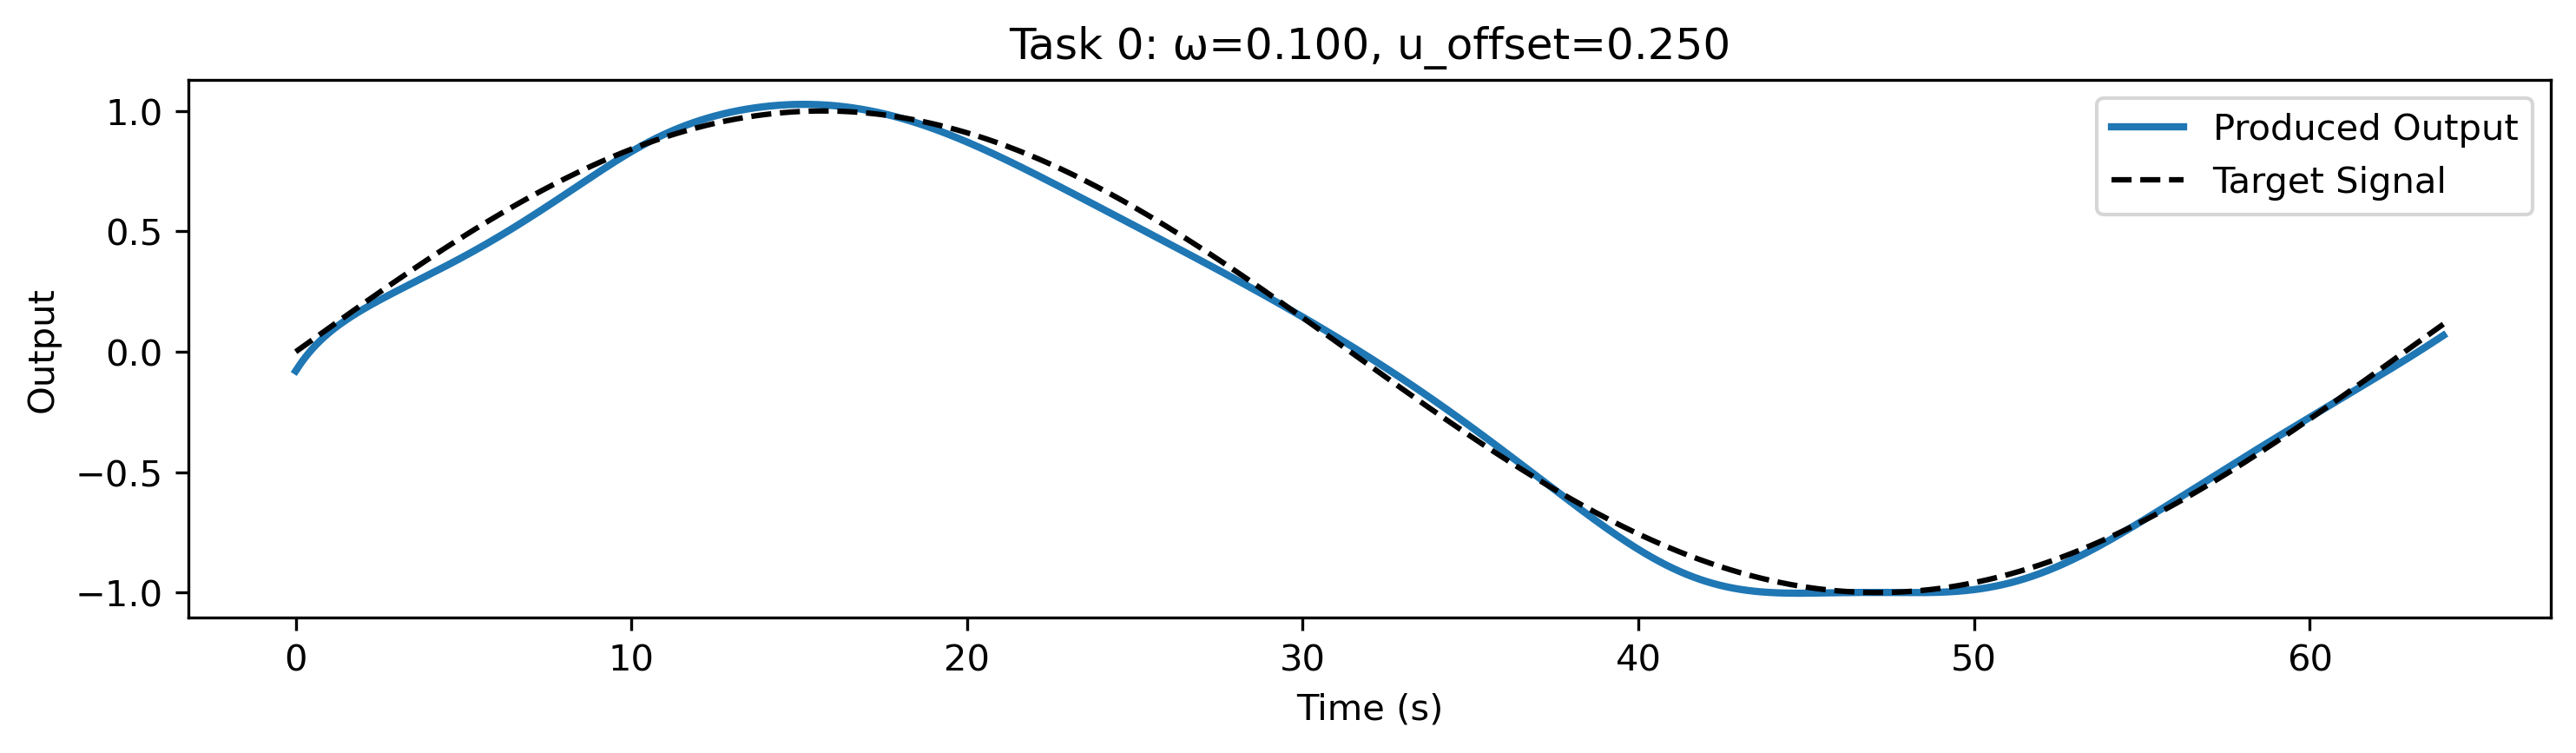 Task 0: ω=0.100, u_offset=0.250
Produced Output
Target Signal
1.0
0.5
0.0
−0.5
−1.0
Output
0 10 20 30 40 50 60
Time (s)